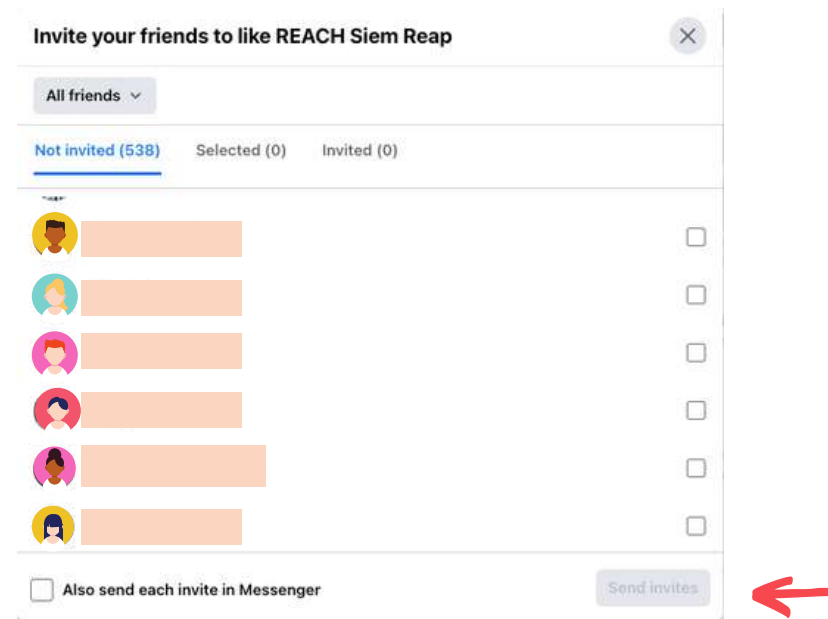 Invite your friends to like REACH Siem Reap
All friends
Not invited (538) Selected (0) Invited (0)
Also send each invite in Messenger Send invites